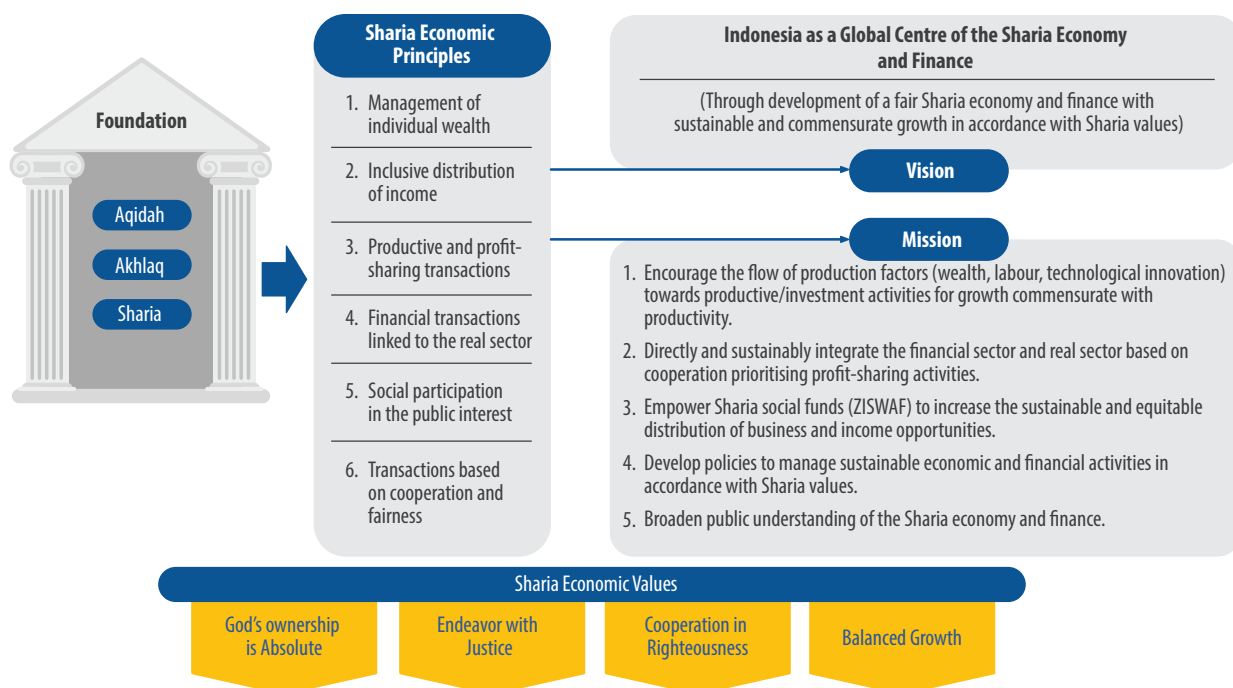 Foundation
Aqidah
Akhlaq
Sharia
Sharia Economic
Principles
1. Management of
individual wealth
2. Inclusive distribution
of income
3. Productive and profit-
sharing transactions
4. Financial transactions
linked to the real sector
5. Social participation
in the public interest
6. Transactions based
on cooperation and
fairness
Indonesia as a Global Centre of the Sharia Economy
and Finance
(Through development of a fair Sharia economy and finance with
sustainable and commensurate growth in accordance with Sharia values)
Vision
Mission
1. Encourage the flow of production factors (wealth, labour, technological innovation)
towards productive/investment activities for growth commensurate with
productivity.
2. Directly and sustainably integrate the financial sector and real sector based on
cooperation prioritising profit-sharing activities.
3. Empower Sharia social funds (ZISWAF) to increase the sustainable and equitable
distribution of business and income opportunities.
4. Develop policies to manage sustainable economic and financial activities in
accordance with Sharia values.
5. Broaden public understanding of the Sharia economy and finance.
Sharia Economic Values
God's ownership
is Absolute
Endeavor with
Justice
Cooperation in
Righteousness
Balanced Growth